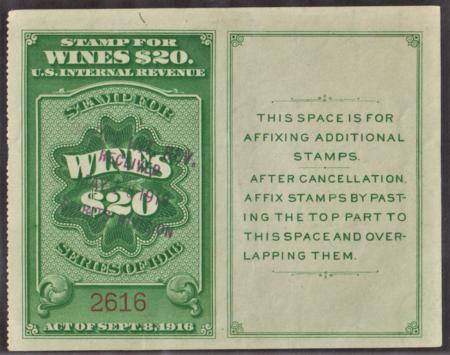 STAMP FOR
WINES $20.
U.S. INTERNAL REVENUE
STAMP FOR
WINES
$20
RECEIVED
SERIES OF 1916
2616
ACT OF SEPT. 8, 1916
THIS SPACE IS FOR
AFFIXING ADDITIONAL
STAMPS.
AFTER CANCELLATION,
AFFIX STAMPS BY PAST-
ING THE TOP PART TO
THIS SPACE AND OVER-
LAPPING THEM.